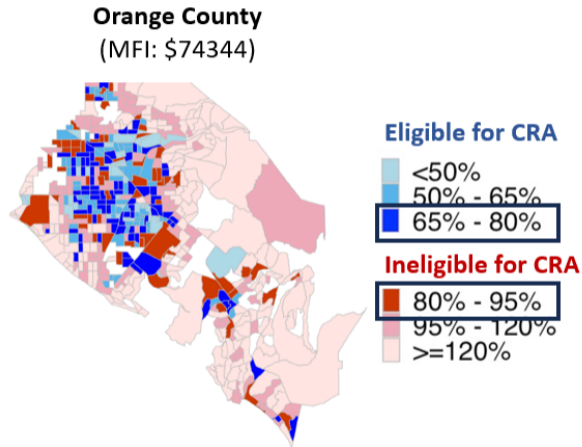 Orange County
(MFI: $74344)
Eligible for CRA
<50%
50% - 65%
65% - 80%
Ineligible for CRA
80% - 95%
95% - 120%
>=120%